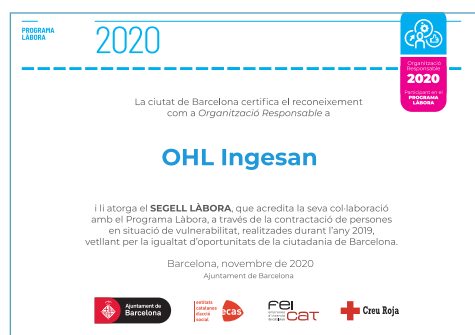 PROGRAMA
LÀBORA
2020
Organització
Responsable
2020
Participant en el
PROGRAMA
LÀBORA
La ciutat de Barcelona certifica el reconeixement
com a Organització Responsable a
OHL Ingesan
i li atorga el SEGELL LÀBORA, que acredita la seva col·laboració
amb el Programa Làbora, a través de la contractació de persones
en situació de vulnerabilitat, realitzades durant l'any 2019,
vetllant per la igualtat d'oportunitats de la ciutadania de Barcelona.
Barcelona, novembre de 2020
Ajuntament de Barcelona
Ajuntament de
Barcelona
entitats
catalanes
d'acció
social
ecas
fei
CAT
Creu Roja